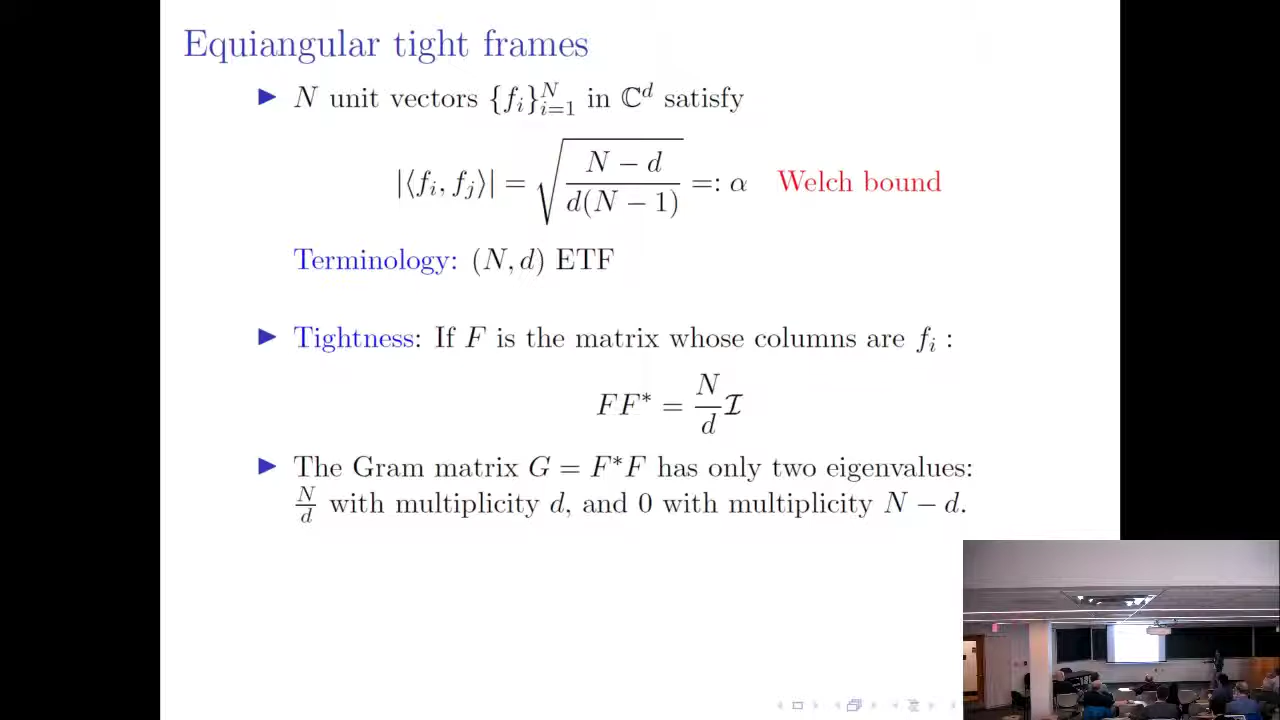 Equiangular tight frames
▶ N unit vectors {f_i}_{i=1}^N in ℂ^d satisfy
|⟨f_i, f_j⟩| = √((N − d)/(d(N − 1))) =: α Welch bound
Terminology: (N, d) ETF
▶ Tightness: If F is the matrix whose columns are f_i :
FF* = N/d 𝓘
▶ The Gram matrix G = F*F has only two eigenvalues:
N/d with multiplicity d, and 0 with multiplicity N − d.